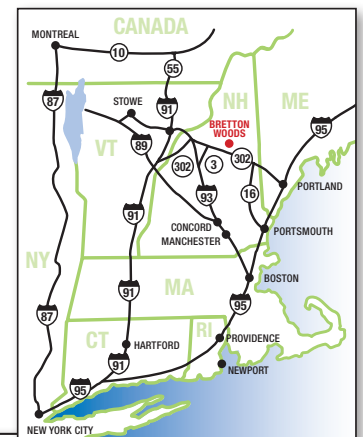 CANADA
MONTREAL
10
55
87
STOWE
91
NH
ME
VT
89
BRETTON
WOODS
95
302
3
302
93
16
PORTLAND
91
CONCORD
MANCHESTER
PORTSMOUTH
NY
MA
91
BOSTON
87
95
CT
HARTFORD
RI
PROVIDENCE
91
NEWPORT
95
NEW YORK CITY